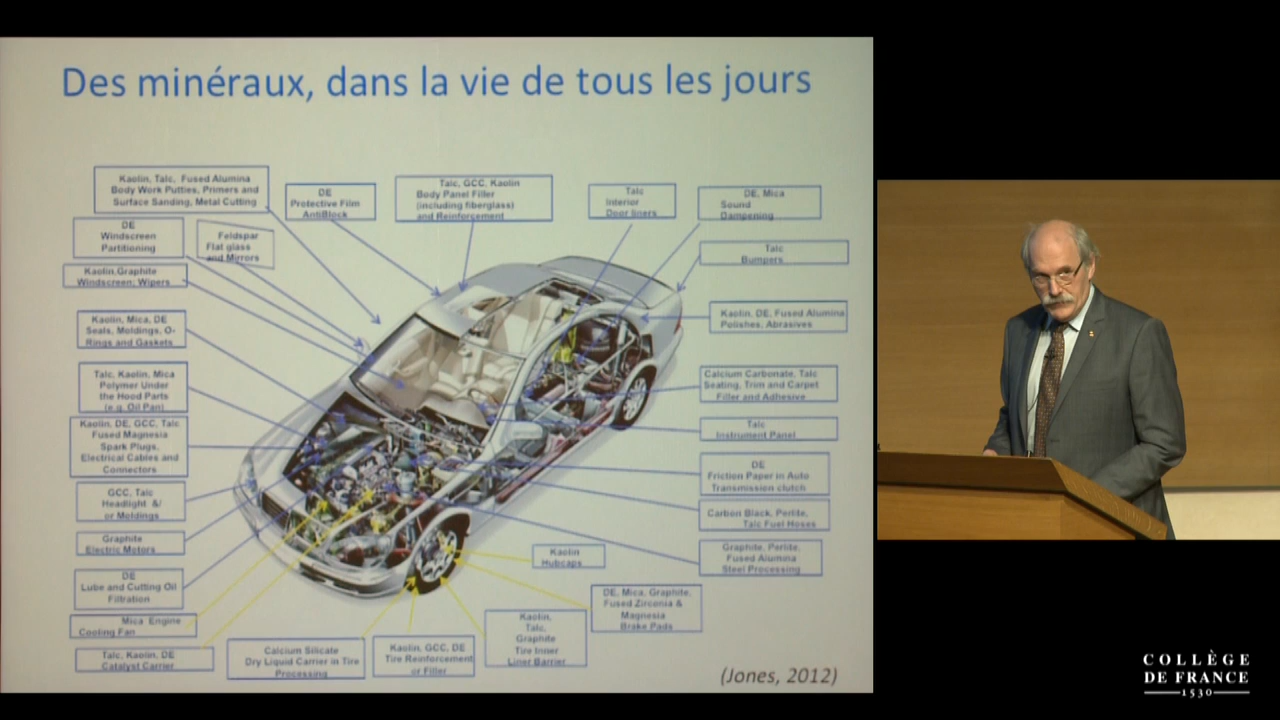 Des minéraux, dans la vie de tous les jours
Kaolin, Talc, Fused Alumina
Body Work Putties, Primers and
Surface Sanding, Metal Cutting
DE
Protective Film
AntiBlock
Talc, GCC, Kaolin
Body Panel Filler
(including fiberglass)
and Reinforcement
Talc
Interior
Door liners
DE, Mica
Sound
Dampening
DE
Windscreen
Partitioning
Feldspar
Flat glass
and Mirrors
Talc
Bumpers
Kaolin,Graphite
Windscreen; Wipers
Kaolin, DE, Fused Alumina
Polishes, Abrasives
Kaolin, Mica, DE
Seals, Moldings, O-
Rings and Gaskets
Talc, Kaolin, Mica
Polymer Under
the Hood Parts
(e.g. Oil Pan)
Calcium Carbonate, Talc
Seating, Trim and Carpet
Filler and Adhesive
Kaolin, DE, GCC, Talc
Fused Magnesia
Spark Plugs,
Electrical Cables and
Connectors
Talc
Instrument Panel
DE
Friction Paper in Auto
Transmission clutch
GCC, Talc
Headlight &/
or Moldings
Carbon Black, Perlite,
Talc Fuel Hoses
Graphite
Electric Motors
Graphite, Perlite,
Fused Alumina
Steel Processing
Kaolin
Hubcaps
DE
Lube and Cutting Oil
Filtration
DE, Mica, Graphite,
Fused Zirconia &
Magnesia
Brake Pads
Mica Engine
Cooling Fan
Kaolin,
Talc,
Graphite
Tire Inner
Liner Barrier
Talc, Kaolin, DE
Catalyst Carrier
Calcium Silicate
Dry Liquid Carrier in Tire
Processing
Kaolin, GCC, DE
Tire Reinforcement
or Filler
(Jones, 2012)
COLLÈGE
DE FRANCE
1530